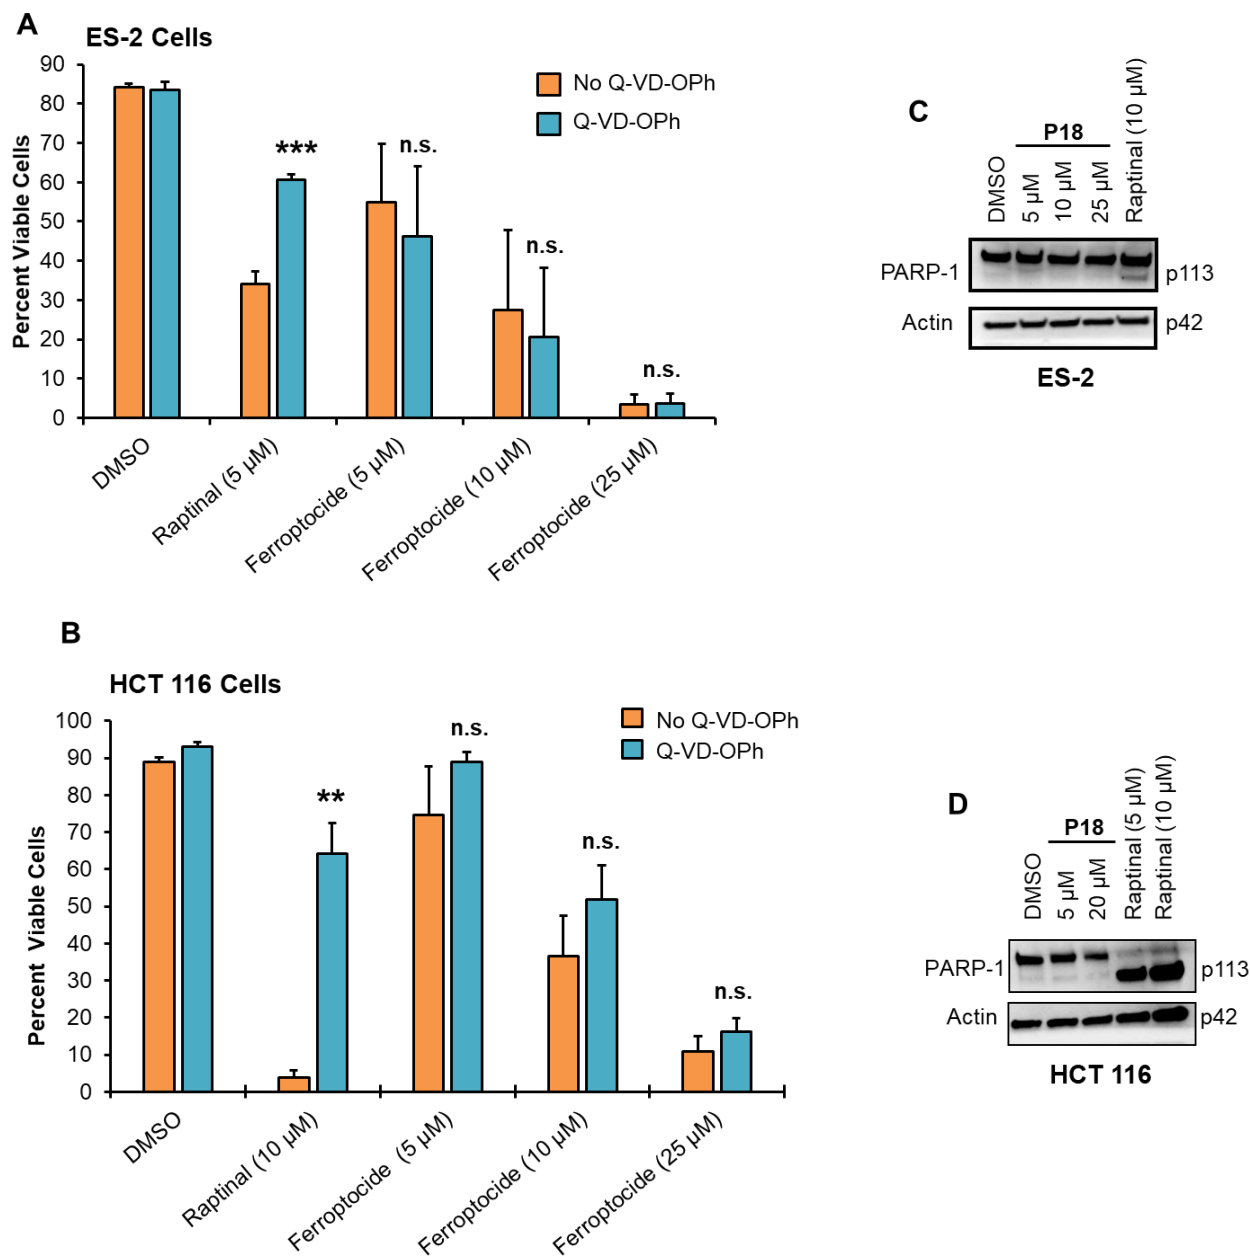 A
ES-2 Cells
90
80
70
60
50
40
30
20
10
0
Percent Viable Cells
No Q-VD-OPh
Q-VD-OPh
***
n.s.
n.s.
n.s.
DMSO
Raptinal (5 µM)
Ferroptocide (5 µM)
Ferroptocide (10 µM)
Ferroptocide (25 µM)
C
P18
DMSO
5 µM
10 µM
25 µM
Raptinal (10 µM)
PARP-1
p113
Actin
p42
ES-2
B
HCT 116 Cells
100
90
80
70
60
50
40
30
20
10
0
Percent Viable Cells
No Q-VD-OPh
Q-VD-OPh
**
n.s.
n.s.
n.s.
DMSO
Raptinal (10 µM)
Ferroptocide (5 µM)
Ferroptocide (10 µM)
Ferroptocide (25 µM)
D
P18
DMSO
5 µM
20 µM
Raptinal (5 µM)
Raptinal (10 µM)
PARP-1
p113
Actin
p42
HCT 116